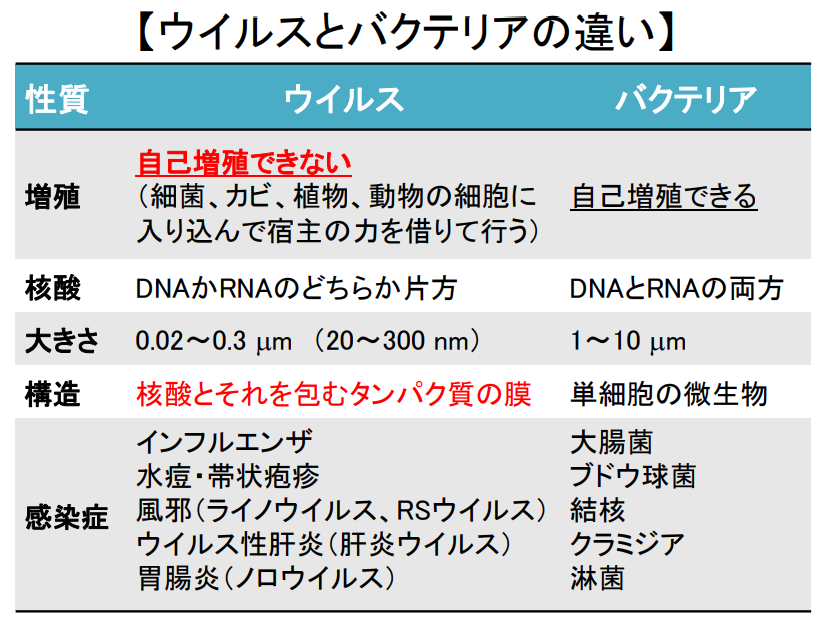 【ウイルスとバクテリアの違い】
性質 ウイルス バクテリア
増殖 自己増殖できない
(細菌、カビ、植物、動物の細胞に
入り込んで宿主の力を借りて行う) 自己増殖できる
核酸 DNAかRNAのどちらか片方 DNAとRNAの両方
大きさ 0.02～0.3 μm (20～300 nm) 1～10 μm
構造 核酸とそれを包むタンパク質の膜 単細胞の微生物
感染症 インフルエンザ
水痘・帯状疱疹
風邪(ライノウイルス、RSウイルス)
ウイルス性肝炎(肝炎ウイルス)
胃腸炎(ノロウイルス)
大腸菌
ブドウ球菌
結核
クラミジア
淋菌